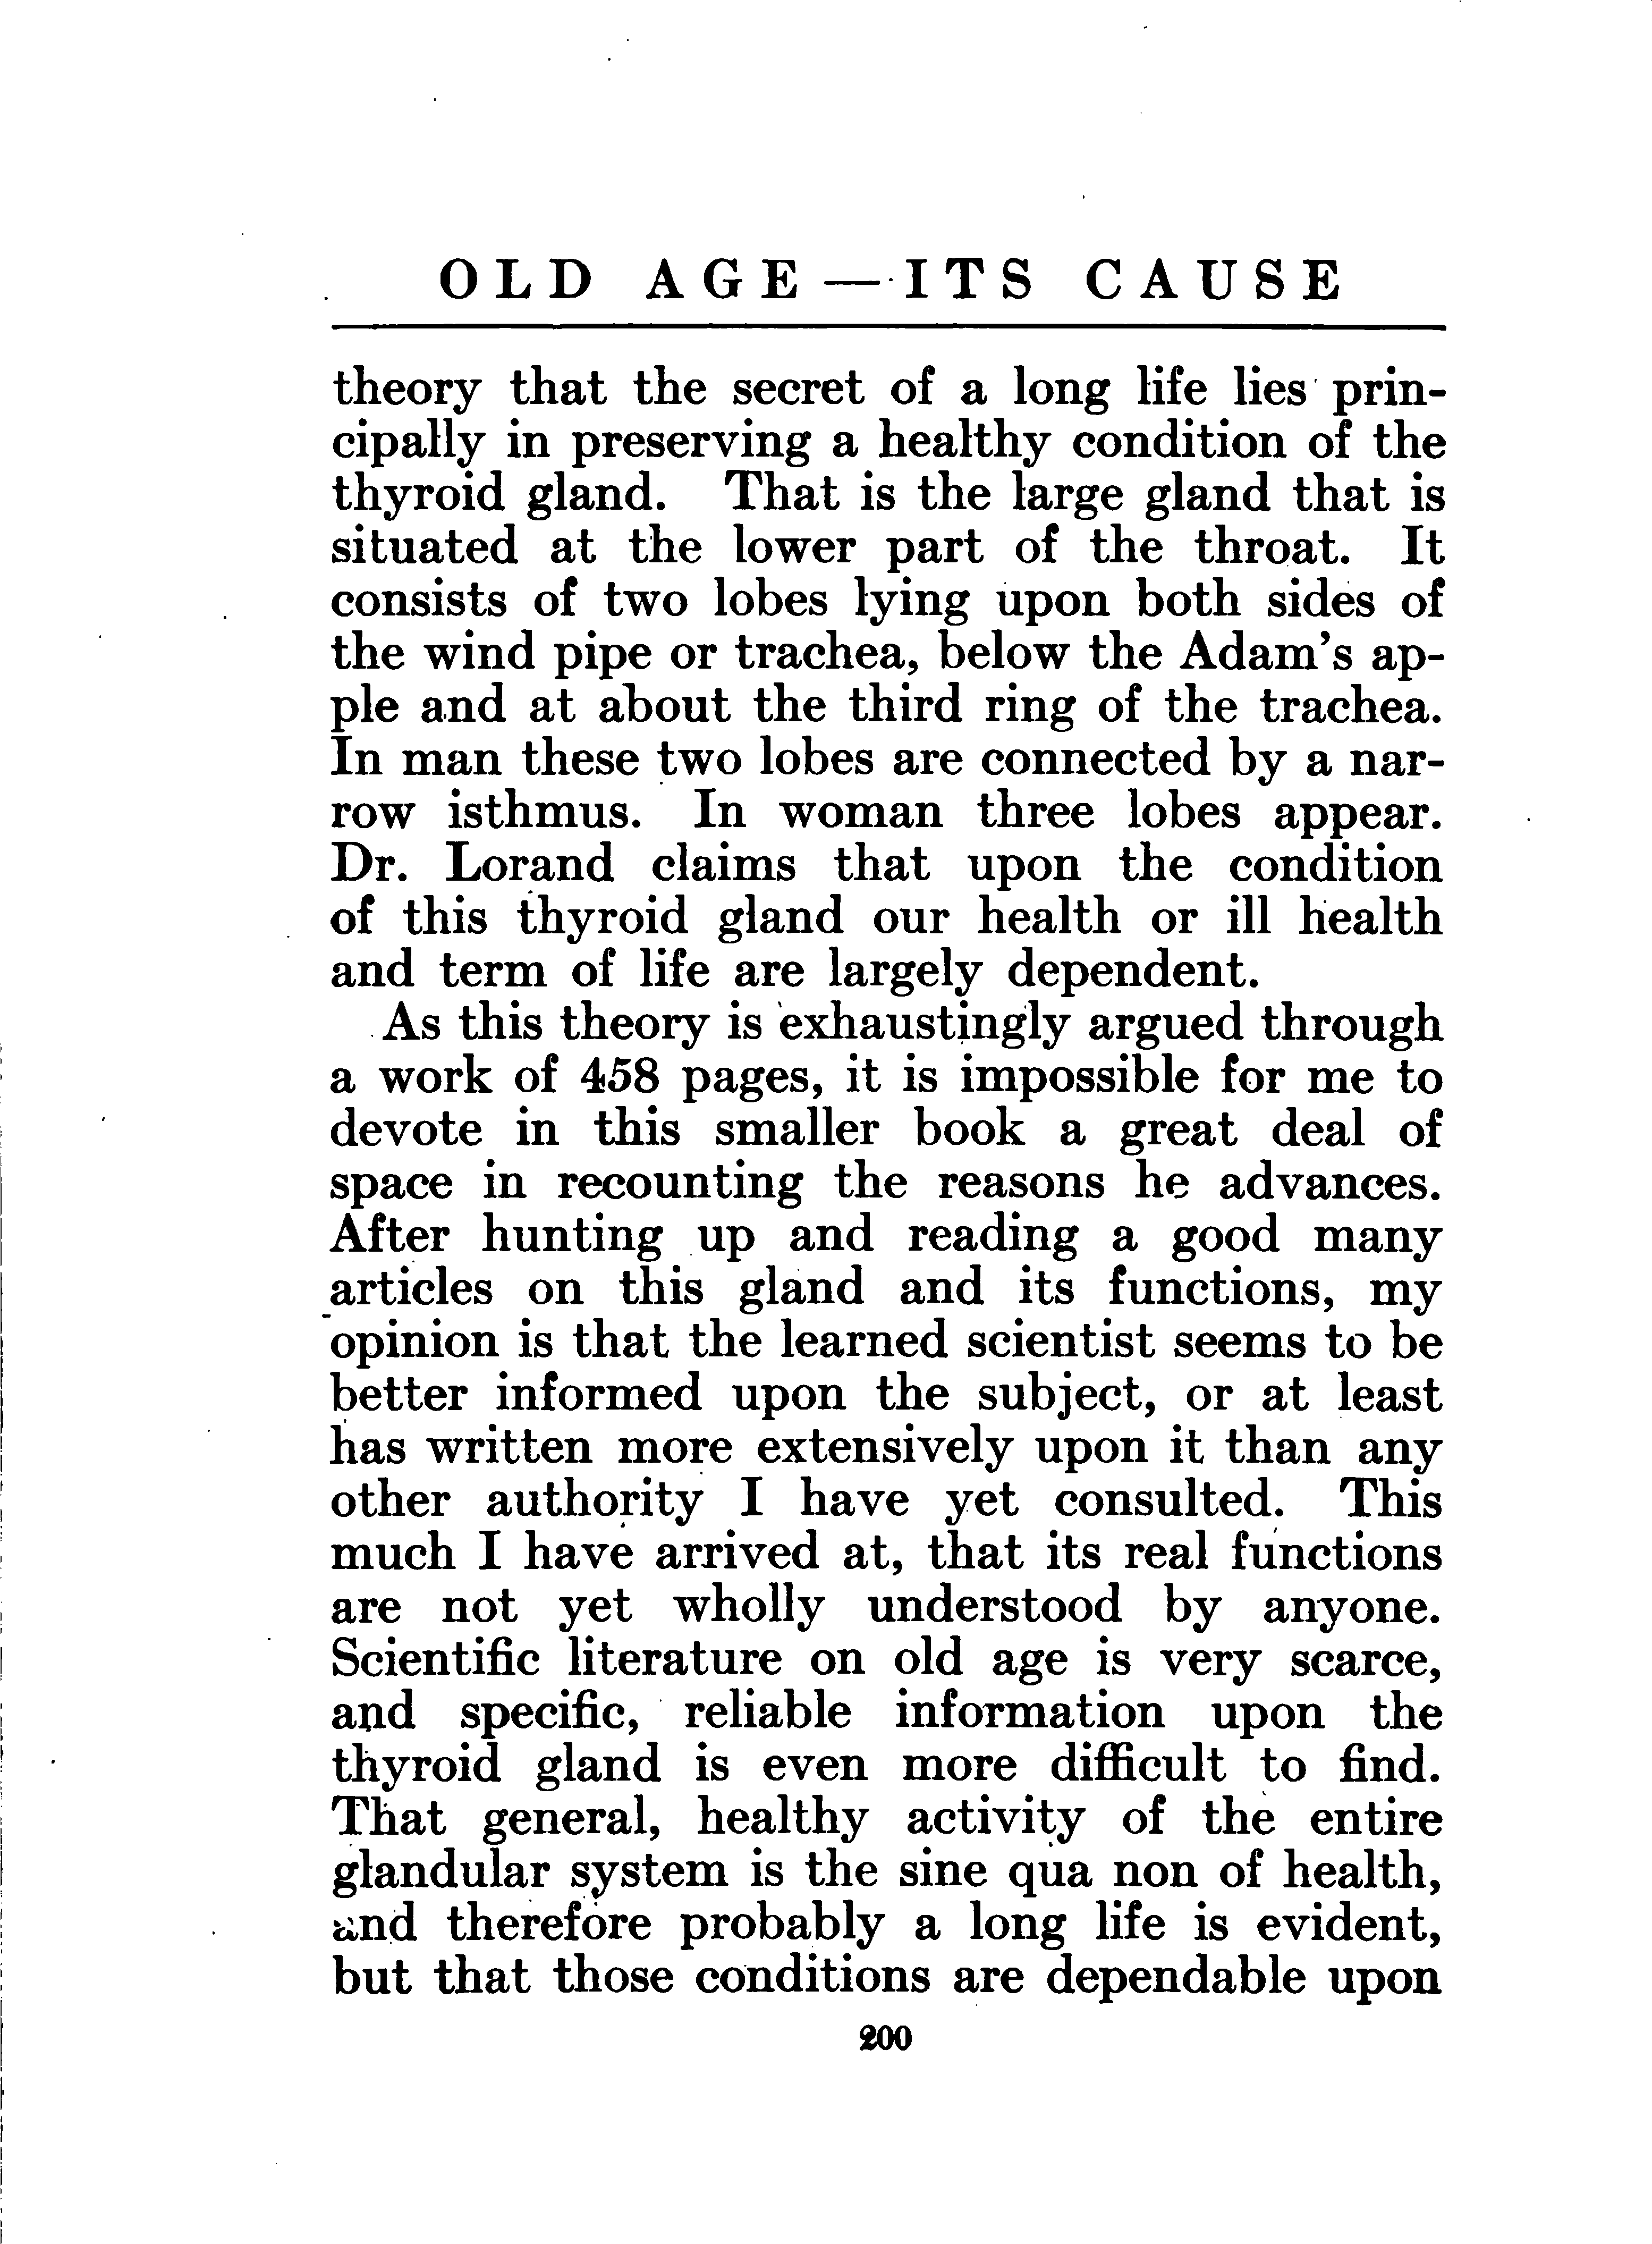 OLD AGE—ITS CAUSE
theory that the secret of a long life lies prin-
cipally in preserving a healthy condition of the
thyroid gland. That is the large gland that is
situated at the lower part of the throat. It
consists of two lobes lying upon both sides of
the wind pipe or trachea, below the Adam's ap-
ple and at about the third ring of the trachea.
In man these two lobes are connected by a nar-
row isthmus. In woman three lobes appear.
Dr. Lorand claims that upon the condition
of this thyroid gland our health or ill health
and term of life are largely dependent.
As this theory is exhaustingly argued through
a work of 458 pages, it is impossible for me to
devote in this smaller book a great deal of
space in recounting the reasons he advances.
After hunting up and reading a good many
articles on this gland and its functions, my
opinion is that the learned scientist seems to be
better informed upon the subject, or at least
has written more extensively upon it than any
other authority I have yet consulted. This
much I have arrived at, that its real functions
are not yet wholly understood by anyone.
Scientific literature on old age is very scarce,
and specific, reliable information upon the
thyroid gland is even more difficult to find.
That general, healthy activity of the entire
glandular system is the sine qua non of health,
and therefore probably a long life is evident,
but that those conditions are dependable upon
200